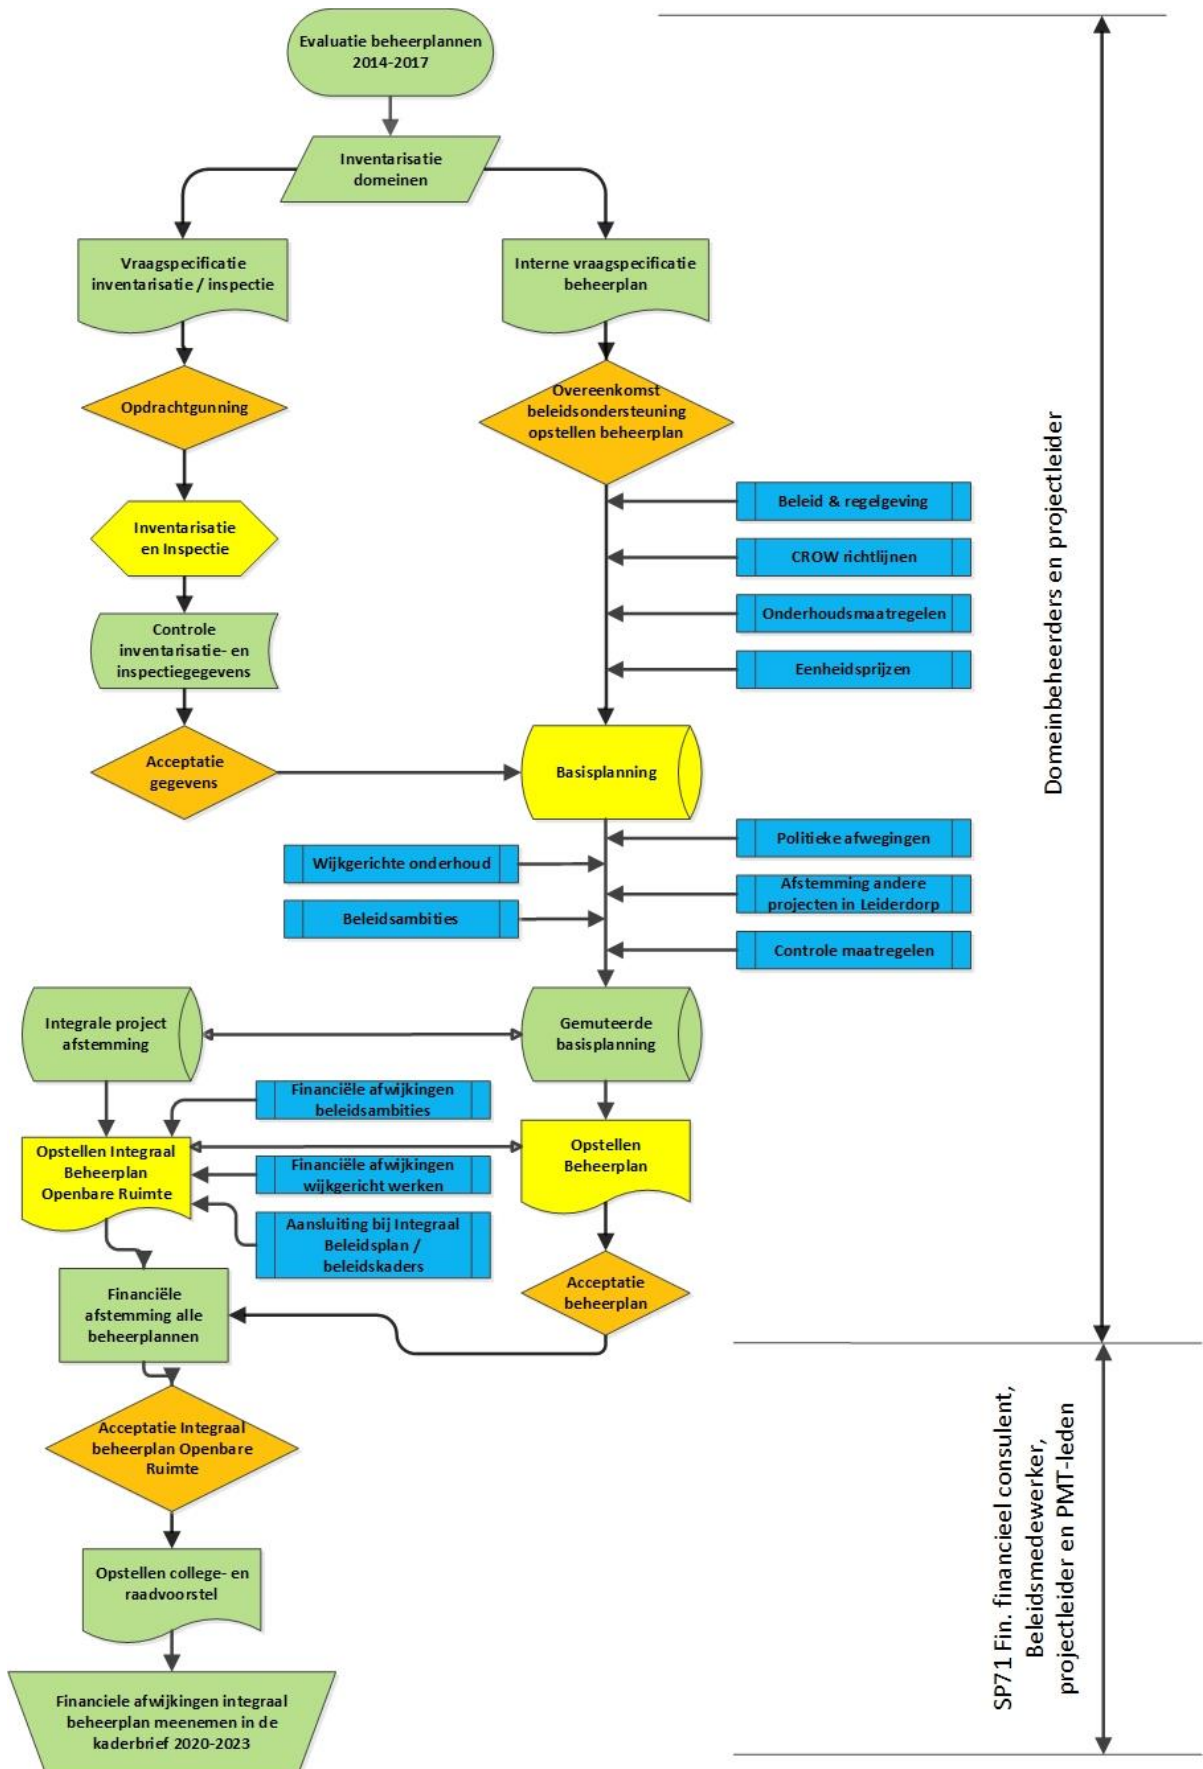 Evaluatie beheerplannen
2014-2017
Inventarisatie
domeinen
Vraagspecificatie
inventarisatie / inspectie
Interne vraagspecificatie
beheerplan
Opdrachtgunning
Overeenkomst
beleidsondersteuning
opstellen beheerplan
Beleid & regelgeving
Inventarisatie
en Inspectie
CROW richtlijnen
Onderhoudsmaatregelen
Controle
inventarisatie- en
inspectiegegevens
Eenheidsprijzen
Acceptatie
gegevens
Basisplanning
Politieke afwegingen
Wijkgerichte onderhoud
Afstemming andere
projecten in Leiderdorp
Beleidsambities
Controle maatregelen
Integrale project
afstemming
Gemuteerde
basisplanning
Financiële afwijkingen
beleidsambities
Opstellen Integraal
Beheerplan
Openbare Ruimte
Opstellen
Beheerplan
Financiële afwijkingen
wijkgericht werken
Aansluiting bij Integraal
Beleidsplan /
beleidskaders
Acceptatie
beheerplan
Financiële
afstemming alle
beheerplannen
Acceptatie Integraal
beheerplan Openbare
Ruimte
Opstellen college- en
raadvoorstel
Financiele afwijkingen integraal
beheerplan meenemen in de
kaderbrief 2020-2023
Domeinbeheerders en projectleider
SP71 Fin. financieel consulent,
Beleidsmedewerker,
projectleider en PMT-leden